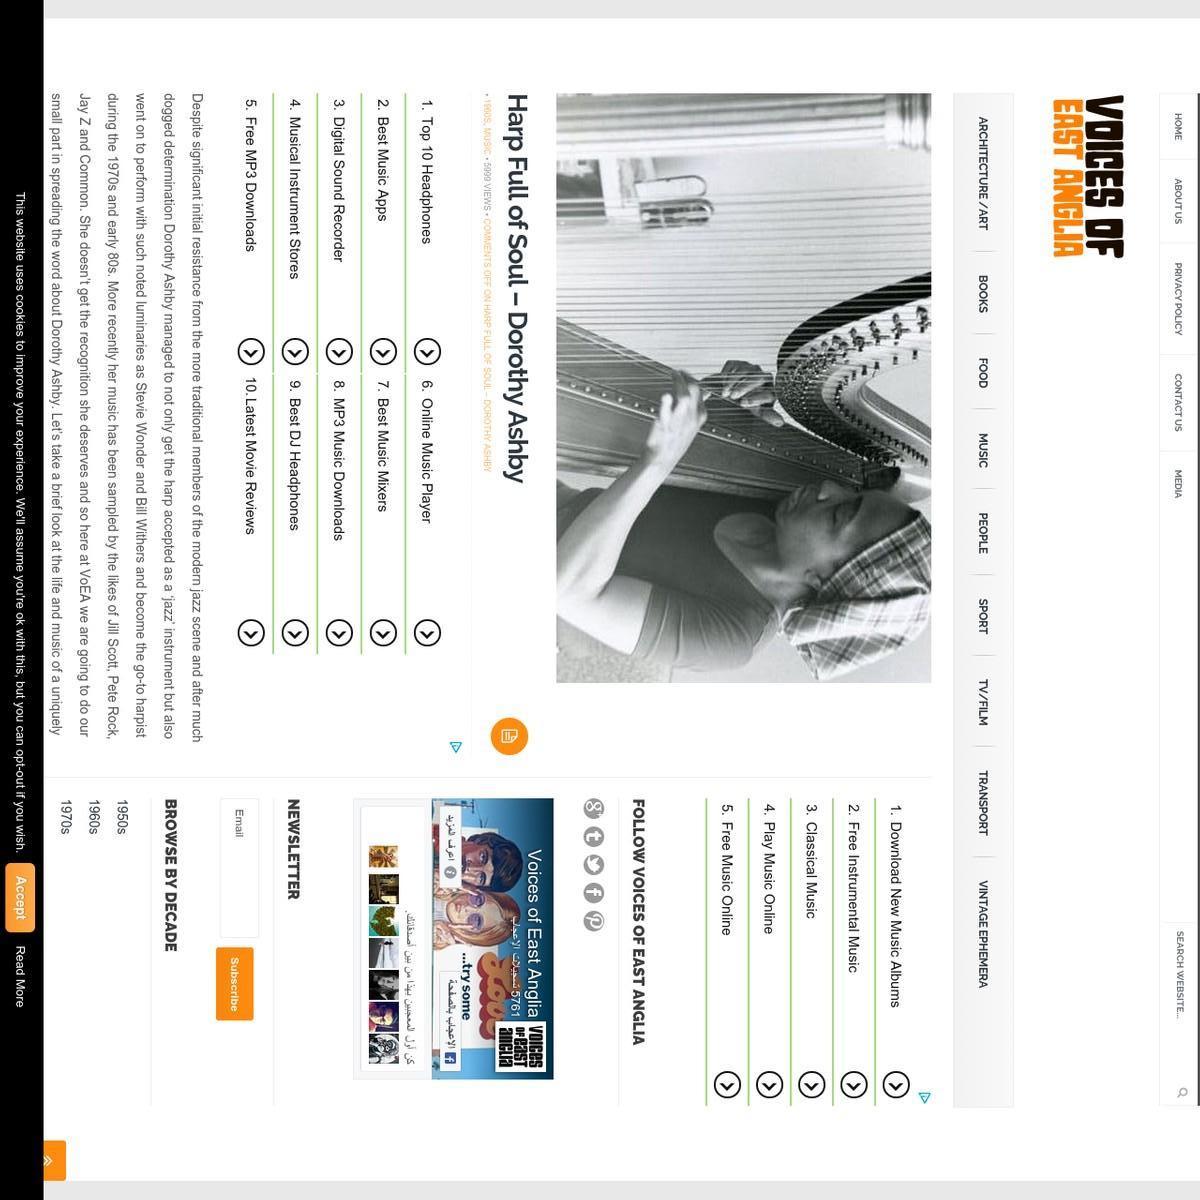 HOME
ABOUT US
PRIVACY POLICY
CONTACT US
MEDIA
SEARCH WEBSITE...
VOICES OF
EAST ANGLIA
ARCHITECTURE / ART
BOOKS
FOOD
MUSIC
PEOPLE
SPORT
TV/FILM
TRANSPORT
VINTAGE EPHEMERA
Harp Full of Soul – Dorothy Ashby
• 1960S, MUSIC • 5999 VIEWS • COMMENTS OFF ON HARP FULL OF SOUL – DOROTHY ASHBY
1. Top 10 Headphones
2. Best Music Apps
3. Digital Sound Recorder
4. Musical Instrument Stores
5. Free MP3 Downloads
6. Online Music Player
7. Best Music Mixers
8. MP3 Music Downloads
9. Best DJ Headphones
10. Latest Movie Reviews
Despite significant initial resistance from the more traditional members of the modern jazz scene and after much
dogged determination Dorothy Ashby managed to not only get the harp accepted as a 'jazz' instrument but also
went on to perform with such noted luminaries as Stevie Wonder and Bill Withers and become the go-to harpist
during the 1970s and early 80s. More recently her music has been sampled by the likes of Jill Scott, Pete Rock,
Jay Z and Common. She doesn't get the recognition she deserves and so here at VoEA we are going to do our
small part in spreading the word about Dorothy Ashby. Let's take a brief look at the life and music of a uniquely
1. Download New Music Albums
2. Free Instrumental Music
3. Classical Music
4. Play Music Online
5. Free Music Online
FOLLOW VOICES OF EAST ANGLIA
Voices of East Anglia
5761 تسجيلات الإعجاب
...try some
VOICES
OF EAST
ANGLIA
الإعجاب بالصفحة
اعرف المزيد
كن أول المعجبين بهذا من بين أصدقائك.
NEWSLETTER
Email
Subscribe
BROWSE BY DECADE
1950s
1960s
1970s
This website uses cookies to improve your experience. We'll assume you're ok with this, but you can opt-out if you wish.
Accept
Read More